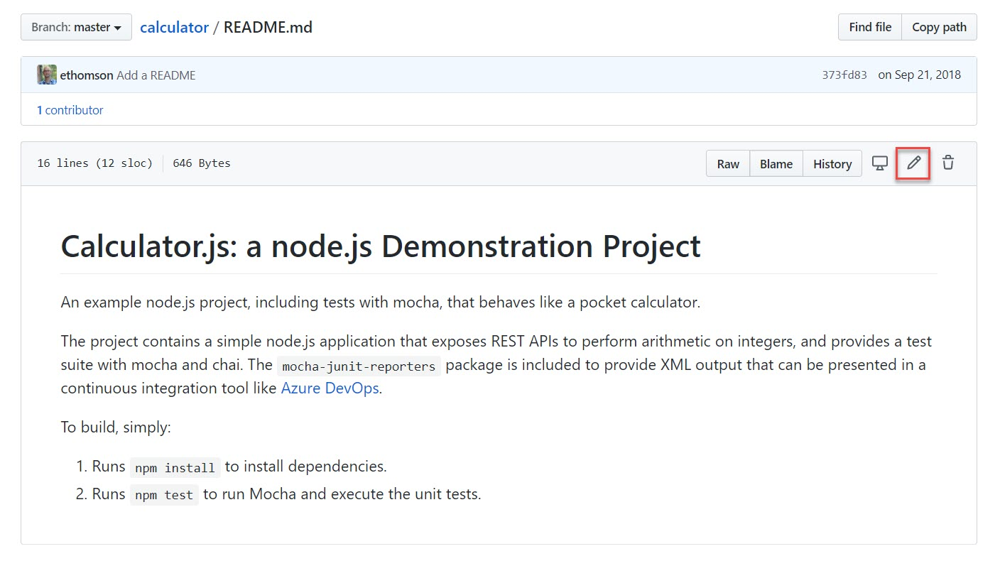 Branch: master
calculator / README.md
Find file
Copy path
ethomson Add a README
373fd83 on Sep 21, 2018
1 contributor
16 lines (12 sloc)
646 Bytes
Raw
Blame
History
Calculator.js: a node.js Demonstration Project
An example node.js project, including tests with mocha, that behaves like a pocket calculator.
The project contains a simple node.js application that exposes REST APIs to perform arithmetic on integers, and provides a test
suite with mocha and chai. The mocha-junit-reporters package is included to provide XML output that can be presented in a
continuous integration tool like Azure DevOps.
To build, simply:
1. Runs npm install to install dependencies.
2. Runs npm test to run Mocha and execute the unit tests.